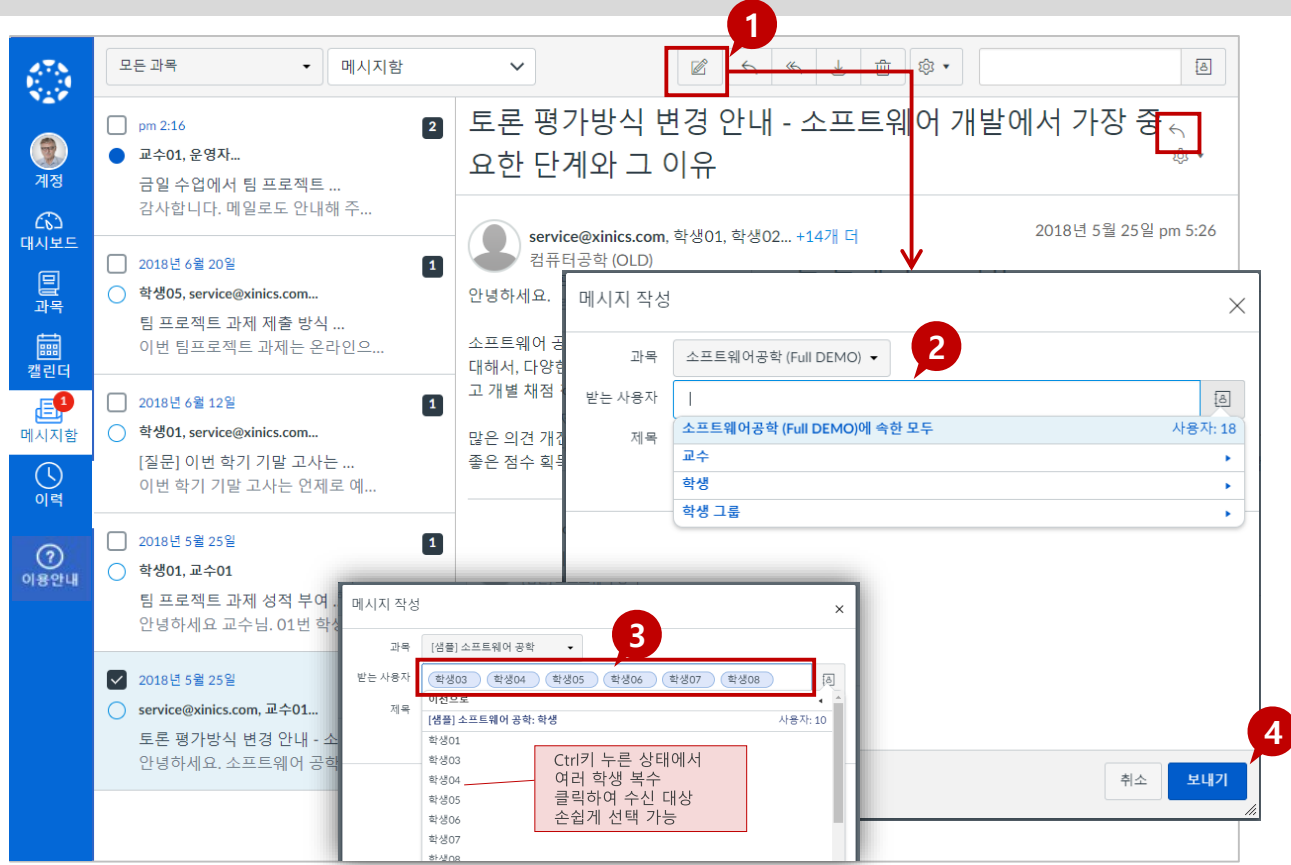 1
모든 과목
메시지함
계정
대시보드
과목
캘린더
1
메시지함
이력
이용안내
pm 2:16
2
교수01, 운영자...
금일 수업에서 팀 프로젝트 ...
감사합니다. 메일로도 안내해 주...
2018년 6월 20일
1
학생05, service@xinics.com...
팀 프로젝트 과제 제출 방식 ...
이번 팀프로젝트 과제는 온라인으...
2018년 6월 12일
1
학생01, service@xinics.com...
[질문] 이번 학기 기말 고사는 ...
이번 학기 기말 고사는 언제로 예...
2018년 5월 25일
1
학생01, 교수01
팀 프로젝트 과제 성적 부여
안녕하세요 교수님. 01번 학생
2018년 5월 25일
service@xinics.com, 교수01...
토론 평가방식 변경 안내 - 소
안녕하세요. 소프트웨어 공학
토론 평가방식 변경 안내 - 소프트웨어 개발에서 가장 중
요한 단계와 그 이유
service@xinics.com, 학생01, 학생02... +14개 더
2018년 5월 25일 pm 5:26
컴퓨터공학 (OLD)
안녕하세요.
소프트웨어 공
대해서, 다양한
고 개별 채점
많은 의견 개진
좋은 점수 획득
메시지 작성
2
과목
소프트웨어공학 (Full DEMO)
받는 사용자
제목
소프트웨어공학 (Full DEMO)에 속한 모두
사용자: 18
교수
학생
학생 그룹
4
취소
보내기
메시지 작성
3
과목
[샘플] 소프트웨어 공학
받는 사용자
학생03 학생04 학생05 학생06 학생07 학생08
제목
이전으로
[샘플] 소프트웨어 공학: 학생
사용자: 10
학생01
학생03
학생04
학생05
학생06
학생07
학생08
Ctrl키 누른 상태에서
여러 학생 복수
클릭하여 수신 대상
손쉽게 선택 가능